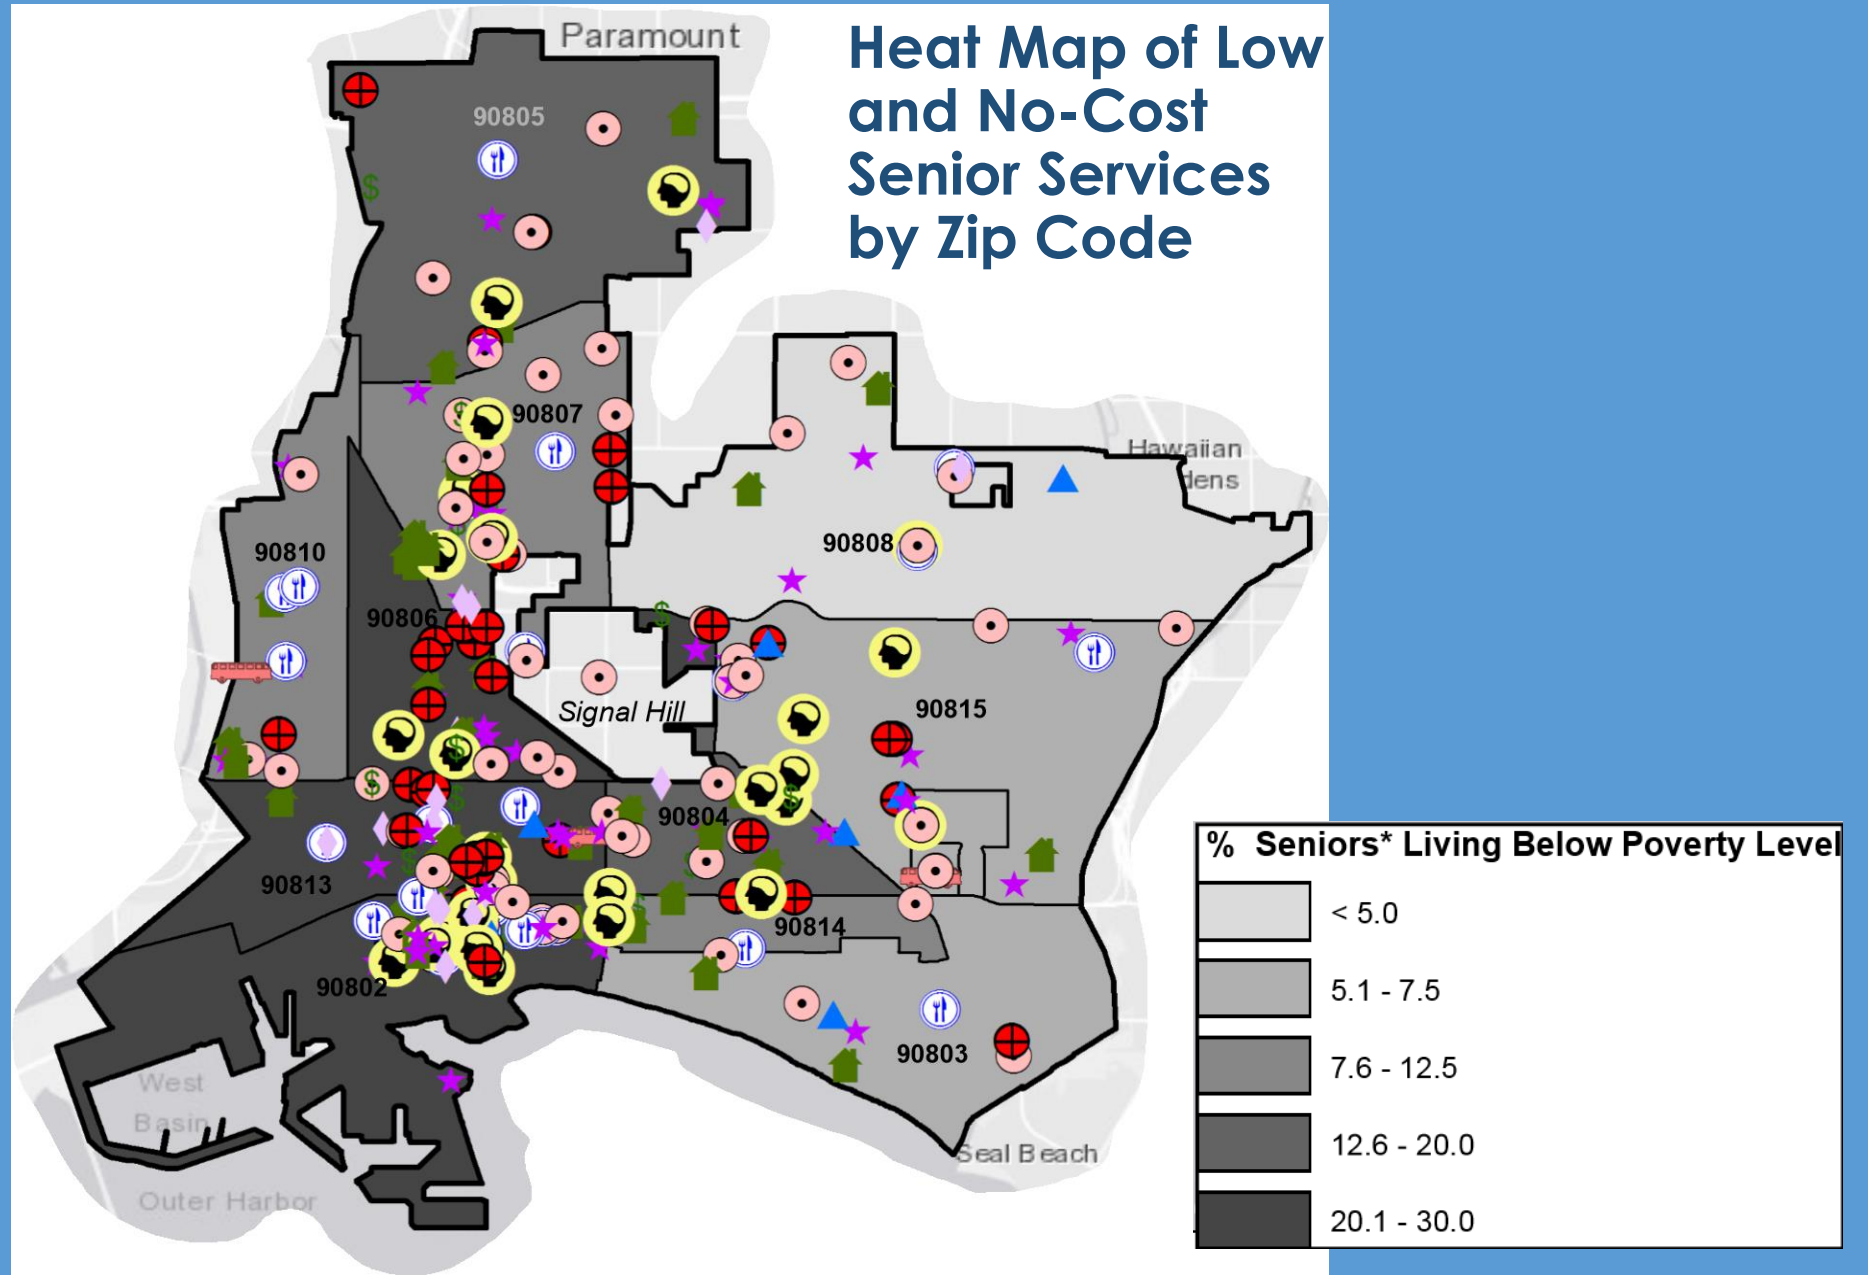 Paramount
Heat Map of Low
and No-Cost
Senior Services
by Zip Code
90805
$
90807
$
Hawaiian
dens
90808
90810
90806
$
Signal Hill
90815
$
$
$
$
90804
90813
90814
90802
90803
West
Basin
Outer Harbor
Seal Beach
% Seniors* Living Below Poverty Level
< 5.0
5.1 - 7.5
7.6 - 12.5
12.6 - 20.0
20.1 - 30.0